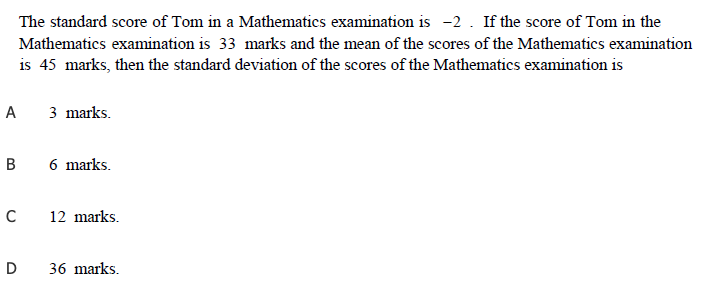 The standard score of Tom in a Mathematics examination is −2 . If the score of Tom in the
Mathematics examination is 33 marks and the mean of the scores of the Mathematics examination
is 45 marks, then the standard deviation of the scores of the Mathematics examination is
A 3 marks.
B 6 marks.
C 12 marks.
D 36 marks.